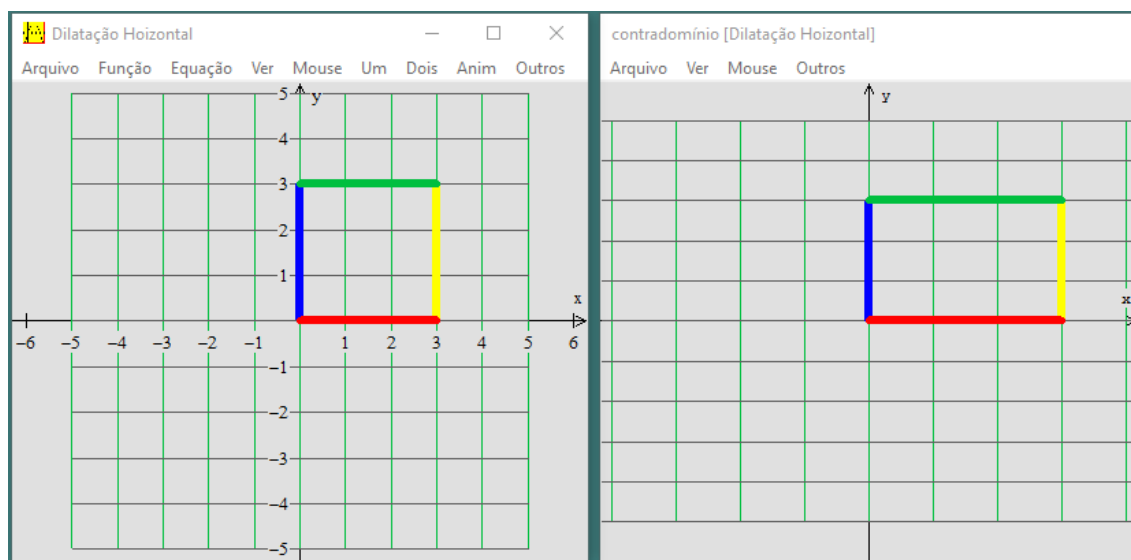 Dilatação Hoizontal
Arquivo Função Equação Ver Mouse Um Dois Anim Outros
5 y
4
3
2
1
x
−6 −5 −4 −3 −2 −1 1 2 3 4 5 6
−1
−2
−3
−4
−5
contradomínio [Dilatação Hoizontal]
Arquivo Ver Mouse Outros
y
x